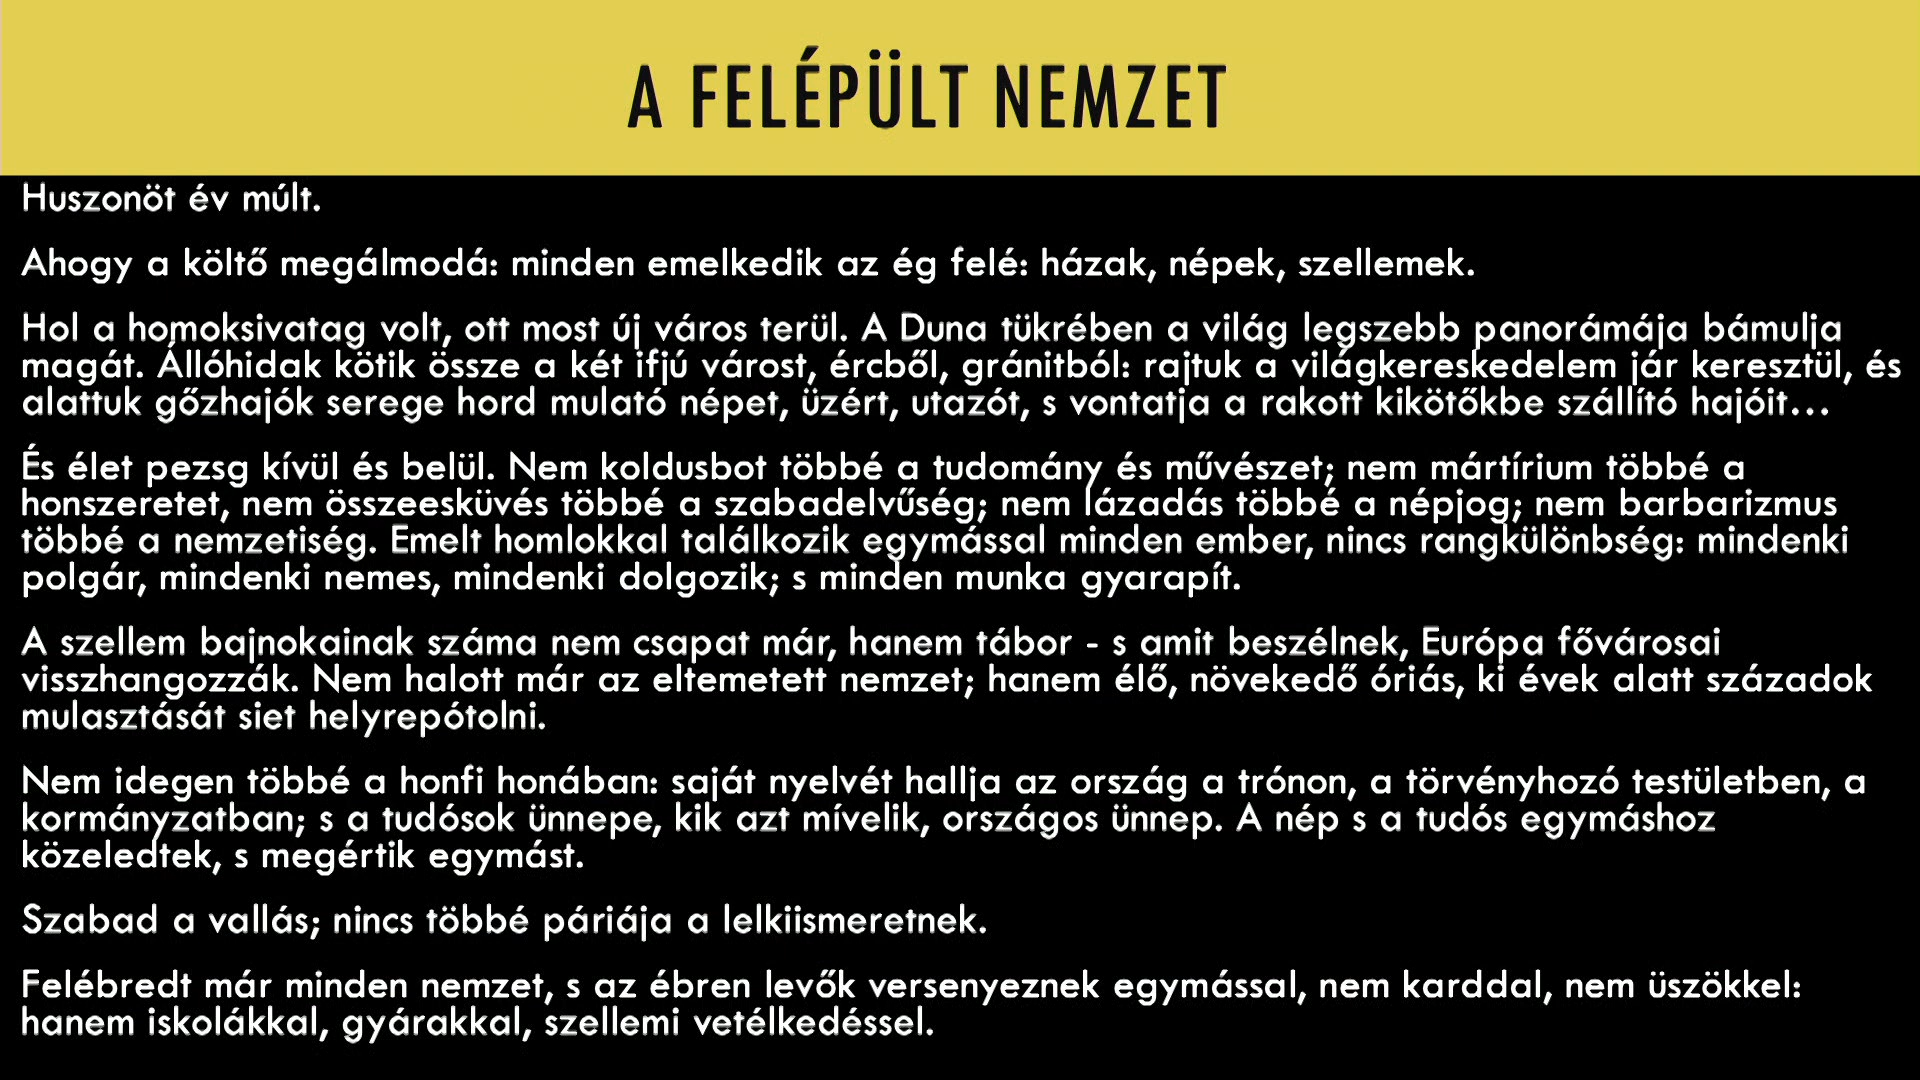 A FELÉPÜLT NEMZET
Huszonöt év múlt.
Ahogy a költő megálmodá: minden emelkedik az ég felé: házak, népek, szellemek.
Hol a homoksivatag volt, ott most új város terül. A Duna tükrében a világ legszebb panorámája bámulja
magát. Állóhidak kötik össze a két ifjú várost, ércből, gránitból: rajtuk a világkereskedelem jár keresztül, és
alattuk gőzhajók serege hord mulató népet, üzért, utazót, s vontatja a rakott kikötőkbe szállító hajóit...
És élet pezsg kívül és belül. Nem koldusbot többé a tudomány és művészet; nem mártírium többé a
honszeretet, nem összeesküvés többé a szabadelvűség; nem lázadás többé a népjog; nem barbarizmus
többé a nemzetiség. Emelt homlokkal találkozik egymással minden ember, nincs rangkülönbség: mindenki
polgár, mindenki nemes, mindenki dolgozik; s minden munka gyarapít.
A szellem bajnokainak száma nem csapat már, hanem tábor - s amit beszélnek, Európa fővárosai
visszhangozzák. Nem halott már az eltemetett nemzet; hanem élő, növekedő óriás, ki évek alatt századok
mulasztását siet helyrepótolni.
Nem idegen többé a honfi honában: saját nyelvét hallja az ország a trónon, a törvényhozó testületben, a
kormányzatban; s a tudósok ünnepe, kik azt mívelik, országos ünnep. A nép s a tudós egymáshoz
közeledtek, s megértik egymást.
Szabad a vallás; nincs többé páriája a lelkiismeretnek.
Felébredt már minden nemzet, s az ébren levők versenyeznek egymással, nem karddal, nem üszökkel:
hanem iskolákkal, gyárakkal, szellemi vetélkedéssel.